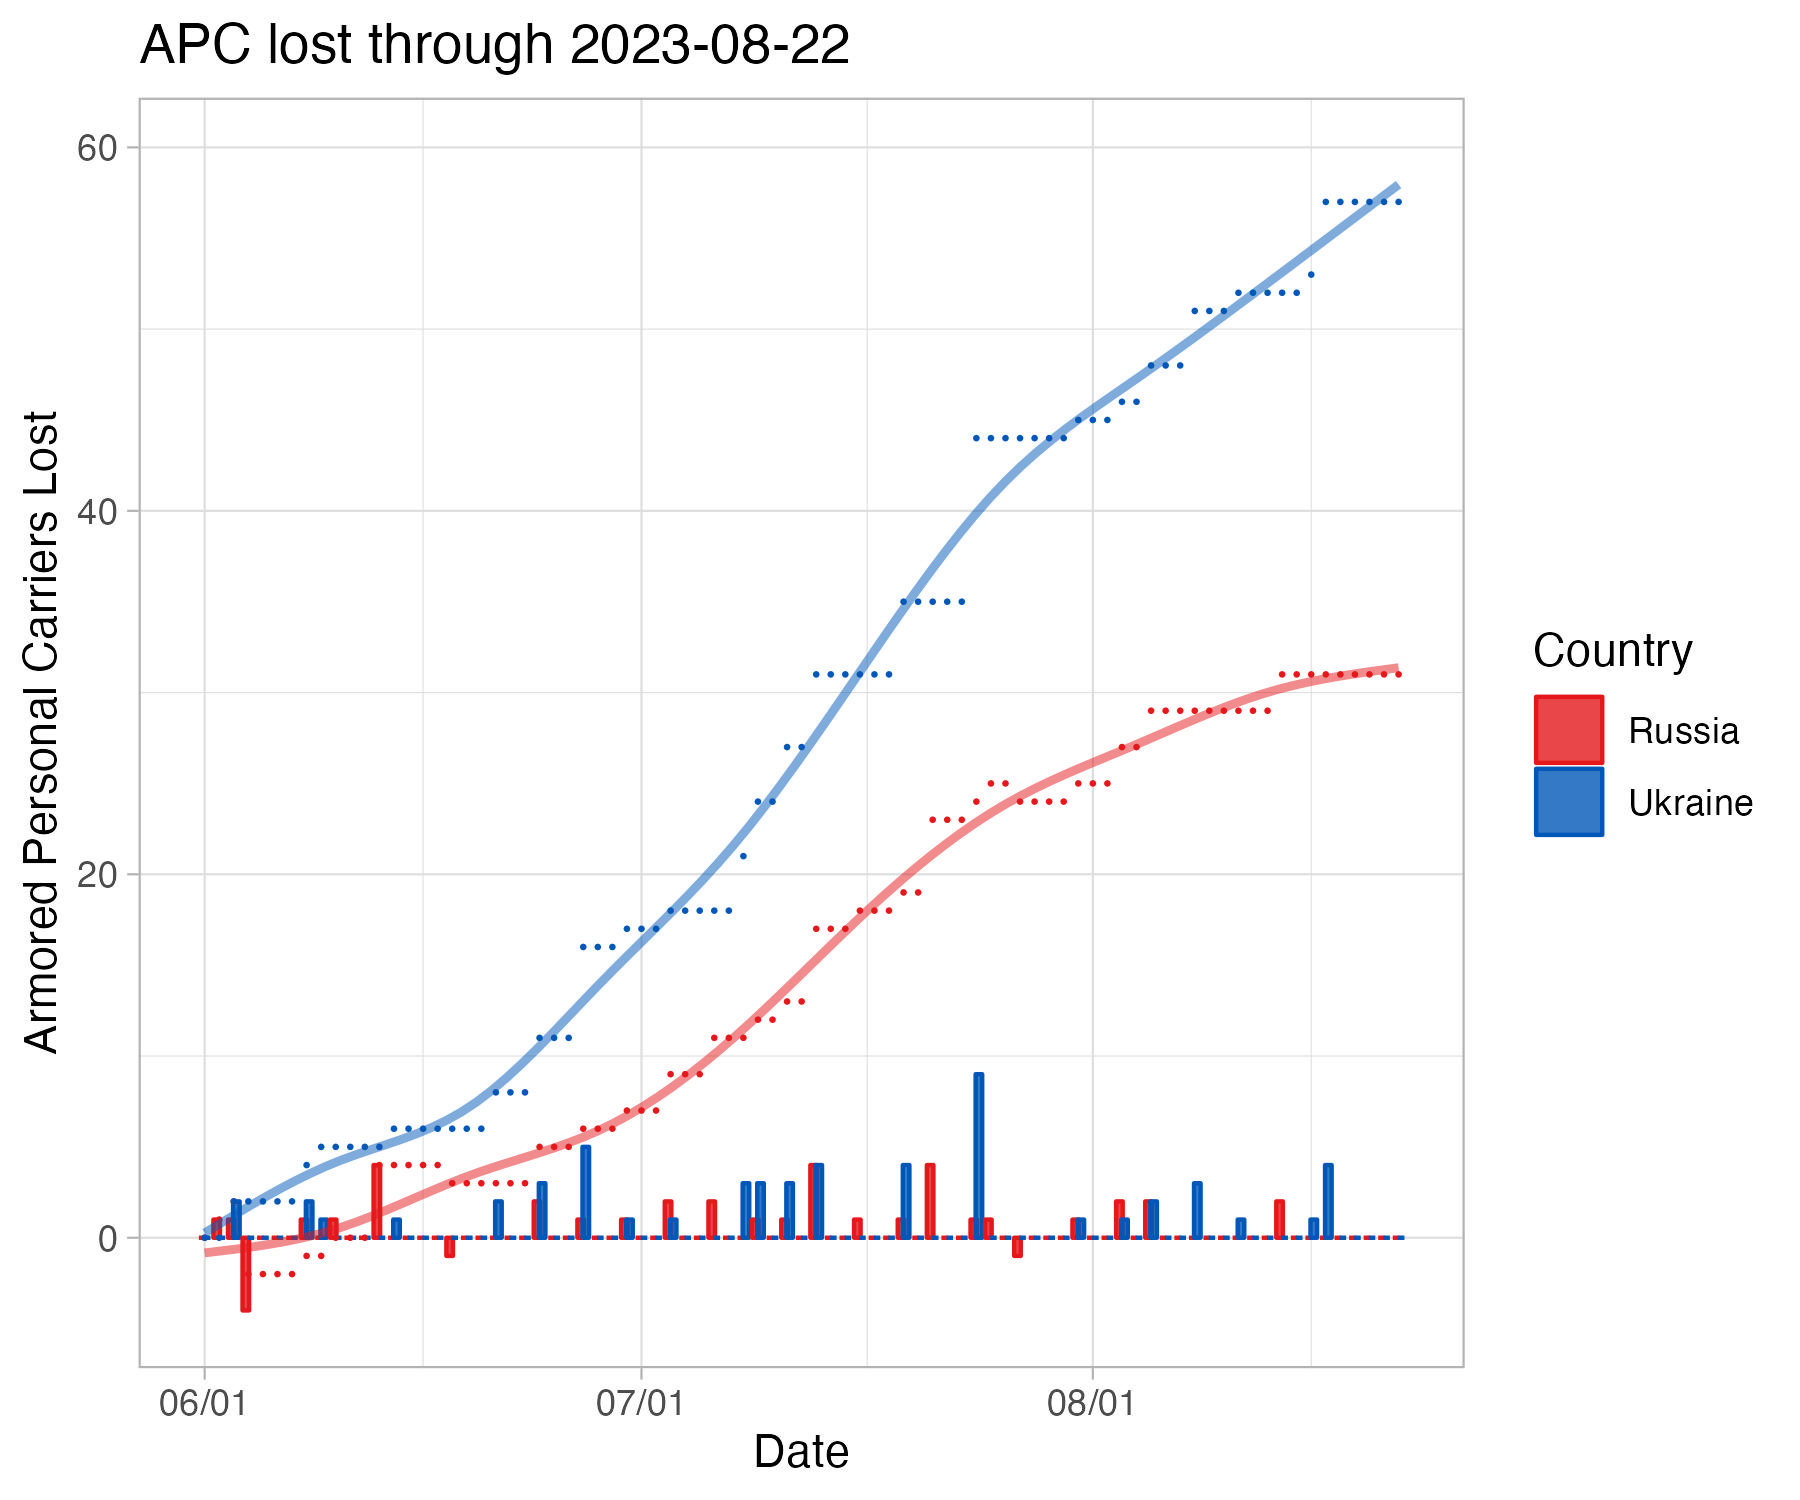 APC lost through 2023-08-22
Armored Personal Carriers Lost
60
40
20
0
06/01
07/01
08/01
Date
Country
Russia
Ukraine